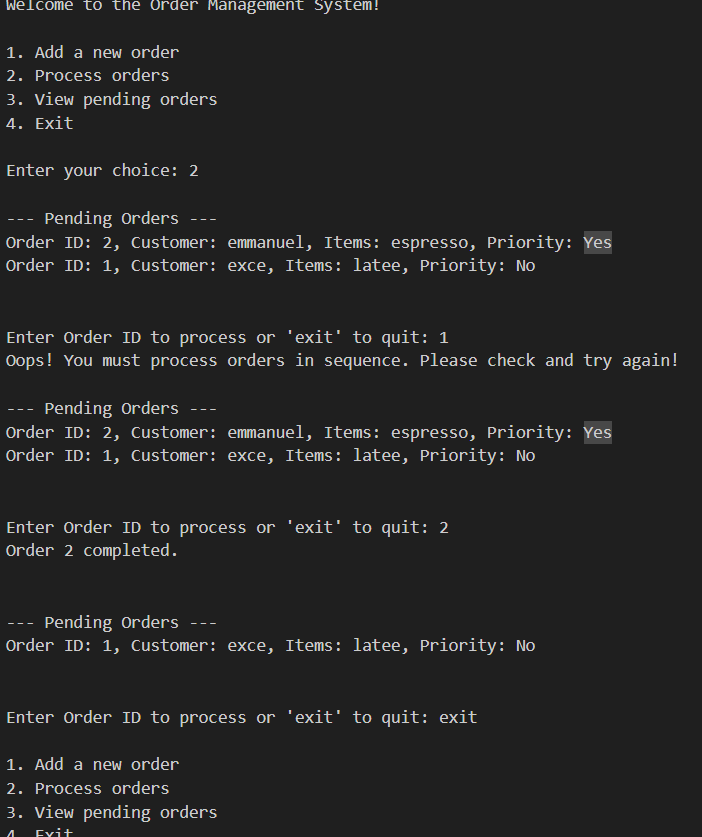 Welcome to the Order Management System!
1. Add a new order
2. Process orders
3. View pending orders
4. Exit
Enter your choice: 2
--- Pending Orders ---
Order ID: 2, Customer: emmanuel, Items: espresso, Priority: Yes
Order ID: 1, Customer: exce, Items: latee, Priority: No
Enter Order ID to process or 'exit' to quit: 1
Oops! You must process orders in sequence. Please check and try again!
--- Pending Orders ---
Order ID: 2, Customer: emmanuel, Items: espresso, Priority: Yes
Order ID: 1, Customer: exce, Items: latee, Priority: No
Enter Order ID to process or 'exit' to quit: 2
Order 2 completed.
--- Pending Orders ---
Order ID: 1, Customer: exce, Items: latee, Priority: No
Enter Order ID to process or 'exit' to quit: exit
1. Add a new order
2. Process orders
3. View pending orders
4. Exit